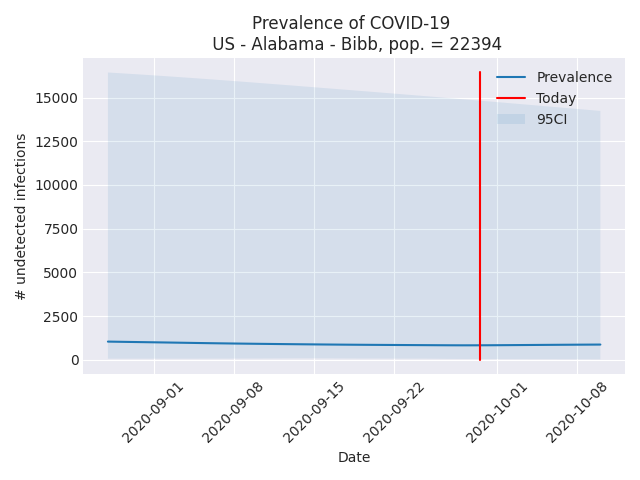 Prevalence of COVID-19
US - Alabama - Bibb, pop. = 22394
Prevalence
Today
95CI
# undetected infections
15000
12500
10000
7500
5000
2500
0
2020-09-01
2020-09-08
2020-09-15
2020-09-22
2020-10-01
2020-10-08
Date